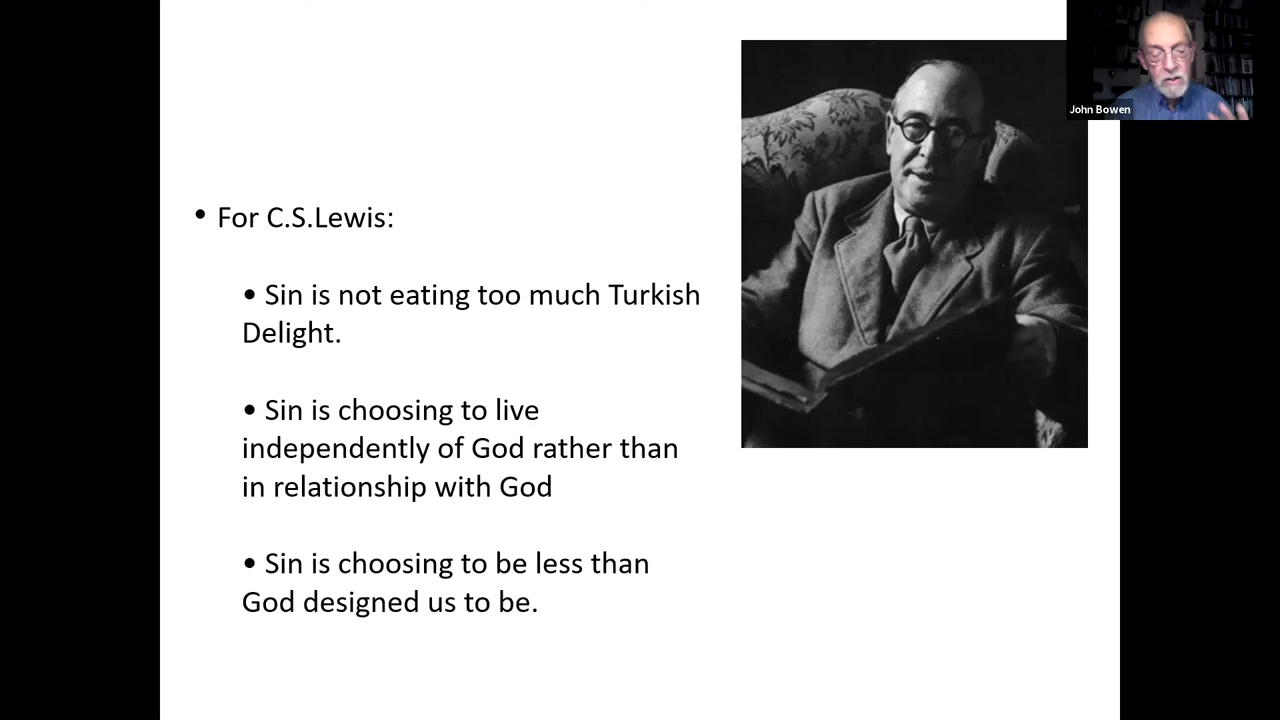 John Bowen
• For C.S.Lewis:
• Sin is not eating too much Turkish
Delight.
• Sin is choosing to live
independently of God rather than
in relationship with God
• Sin is choosing to be less than
God designed us to be.